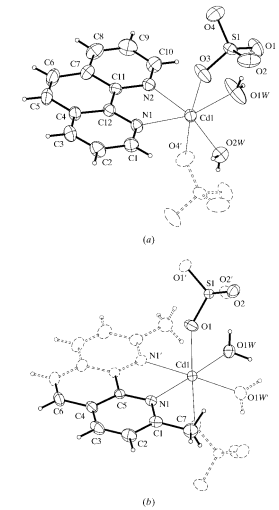 O4
S1
O1
C8
C9
O3
O2
C6
C7
C10
C11
N2
O1W
C5
C4
C12
N1
Cd1
C3
O2W
C2
C1
O4'
(a)
O1'
O2'
S1
O2
O1
N1'
O1W
Cd1
C6
C5
N1
O1W'
C4
C3
C1
C7
C2
(b)